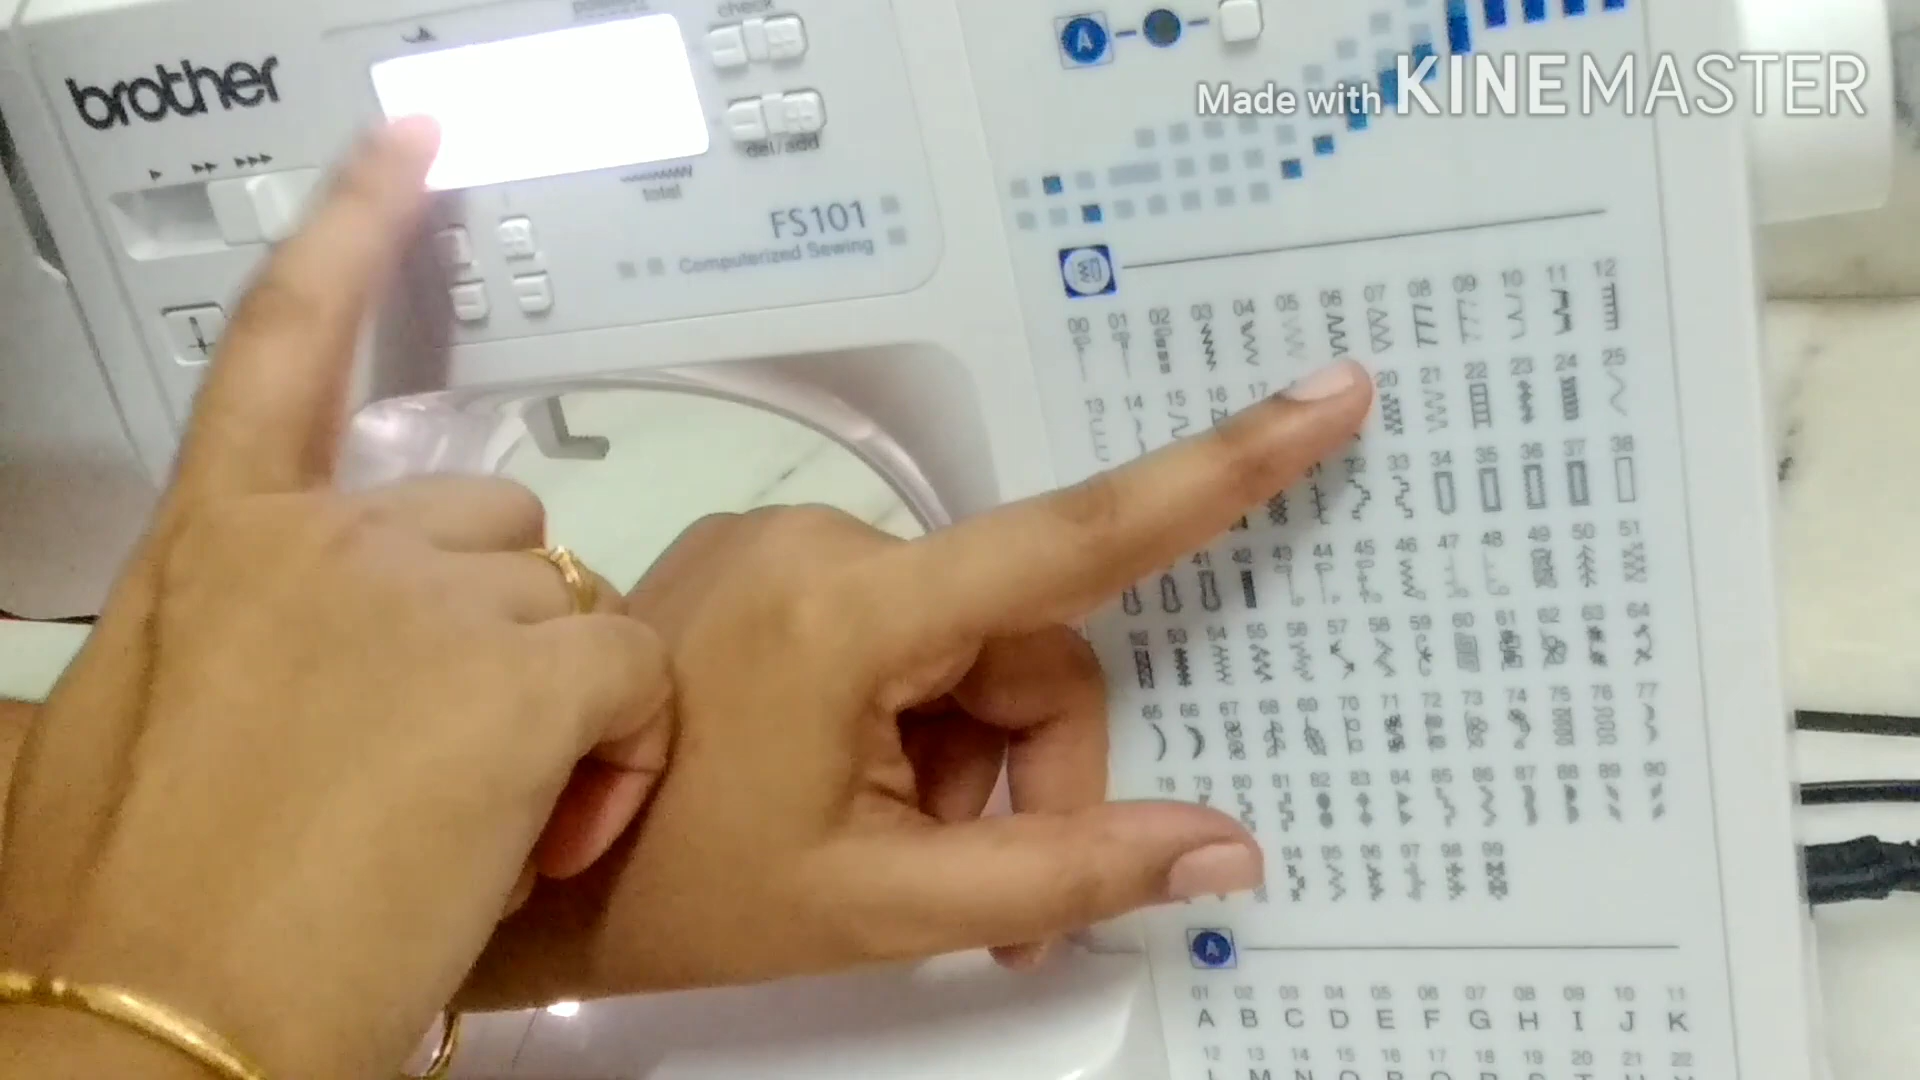 check
brother
Made with KINEMASTER
del/add
total
FS101
Computerized Sewing
A
00 01 02 03 04 05 06 07 08 09 10 11 12
13 14 15 16 17 20 21 22 23 24 25
31 32 33 34 35 36 37 38
41 42 43 44 45 46 47 48 49 50 51
52 53 54 55 56 57 58 59 60 61 62 63 64
65 66 67 68 69 70 71 72 73 74 75 76 77
78 79 80 81 82 83 84 85 86 87 88 89 90
94 95 96 97 98 99
A
01 02 03 04 05 06 07 08 09 10 11
A B C D E F G H I J K
12 13 14 15 16 17 18 19 20 21 22